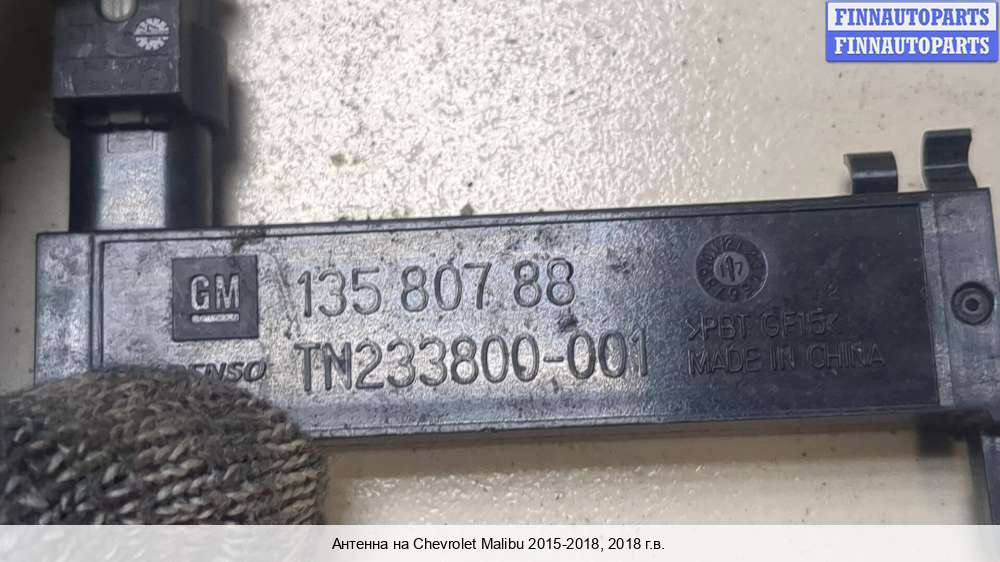 FINNAUTOPARTS
FINNAUTOPARTS
GM
135 807 88
TN233800-001
>PBT GF15<
MADE IN CHINA
Антенна на Chevrolet Malibu 2015-2018, 2018 г.в.